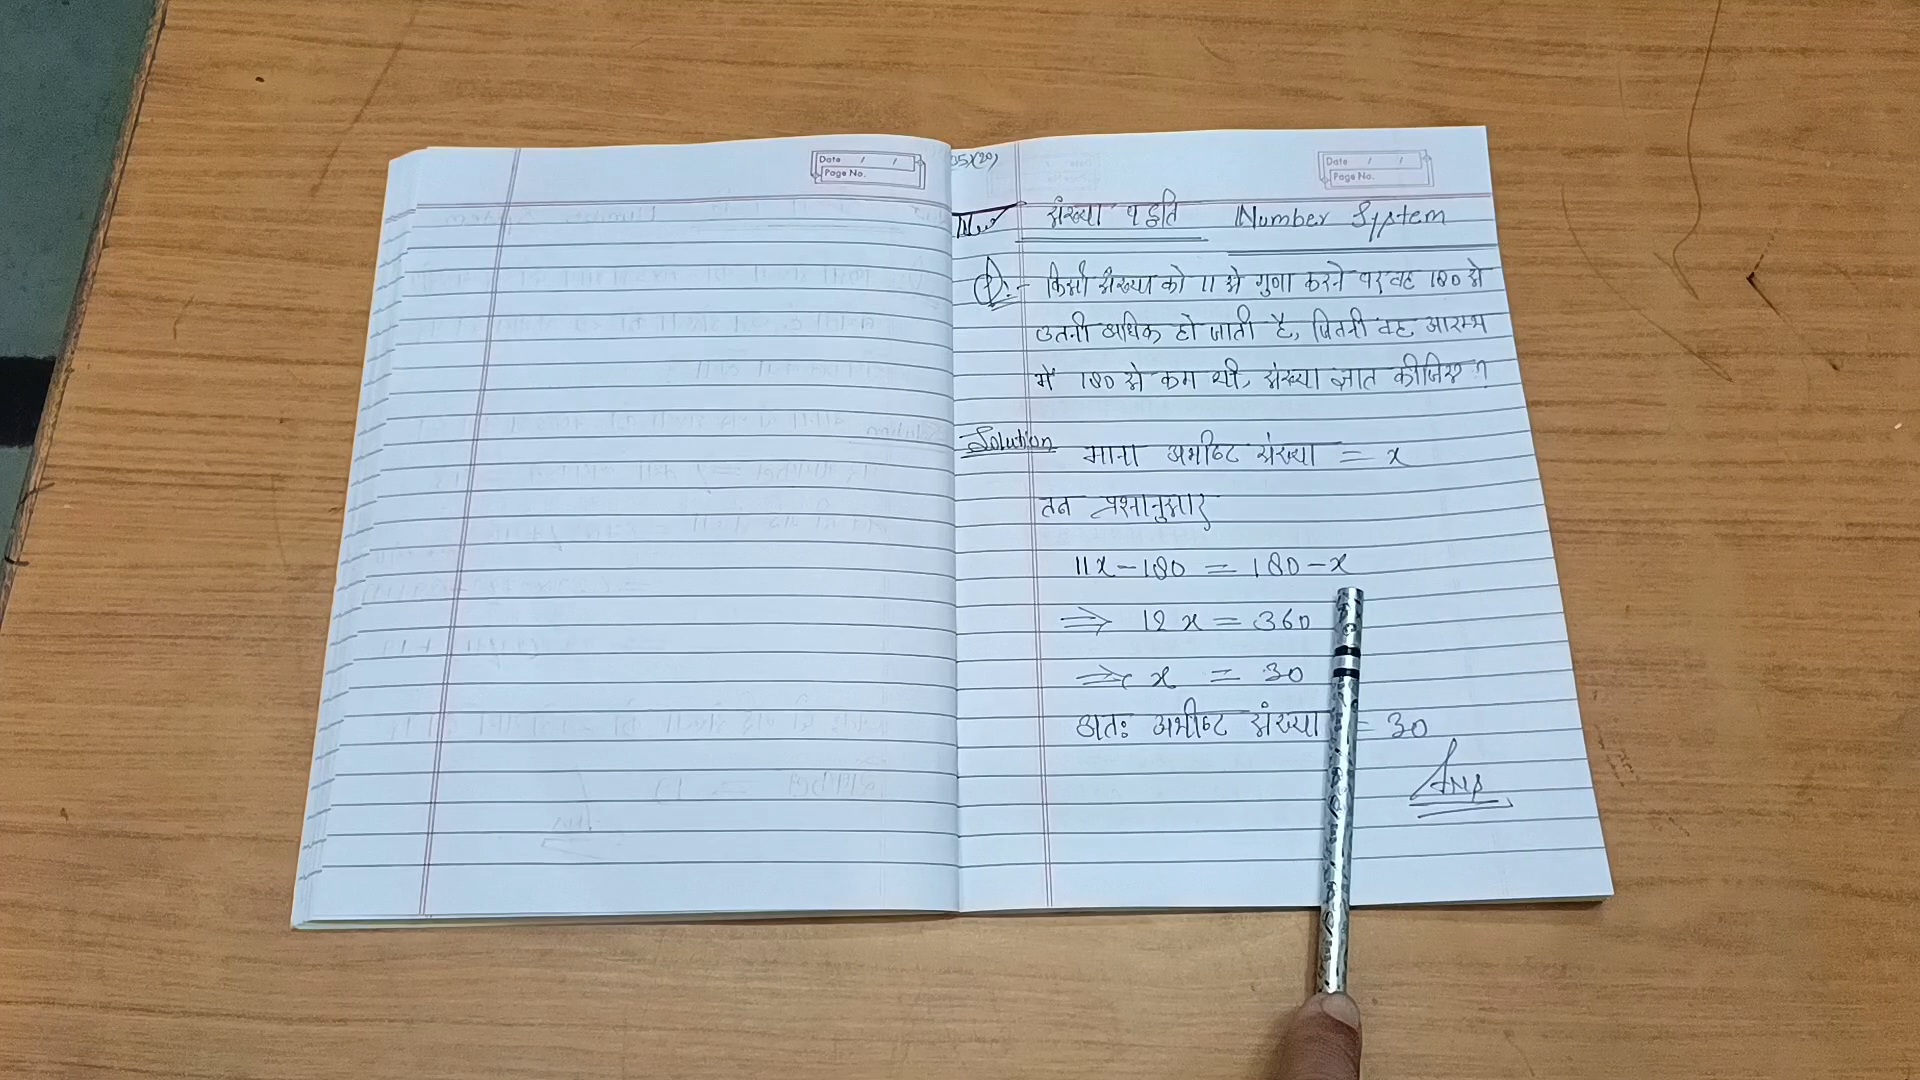 Date / /
Page No.
Date / /
Page No.
संख्या पद्धति Number System
Q:- किसी संख्या को 11 से गुणा करने पर वह 180 से
उतनी अधिक हो जाती है, जितनी वह आरम्भ
में 180 से कम थी, संख्या ज्ञात कीजिए ?
Solution माना अभीष्ट संख्या = x
तब प्रश्नानुसार
11x - 180 = 180 - x
⇒ 12x = 360
⇒ x = 30
अतः अभीष्ट संख्या = 30
Ans